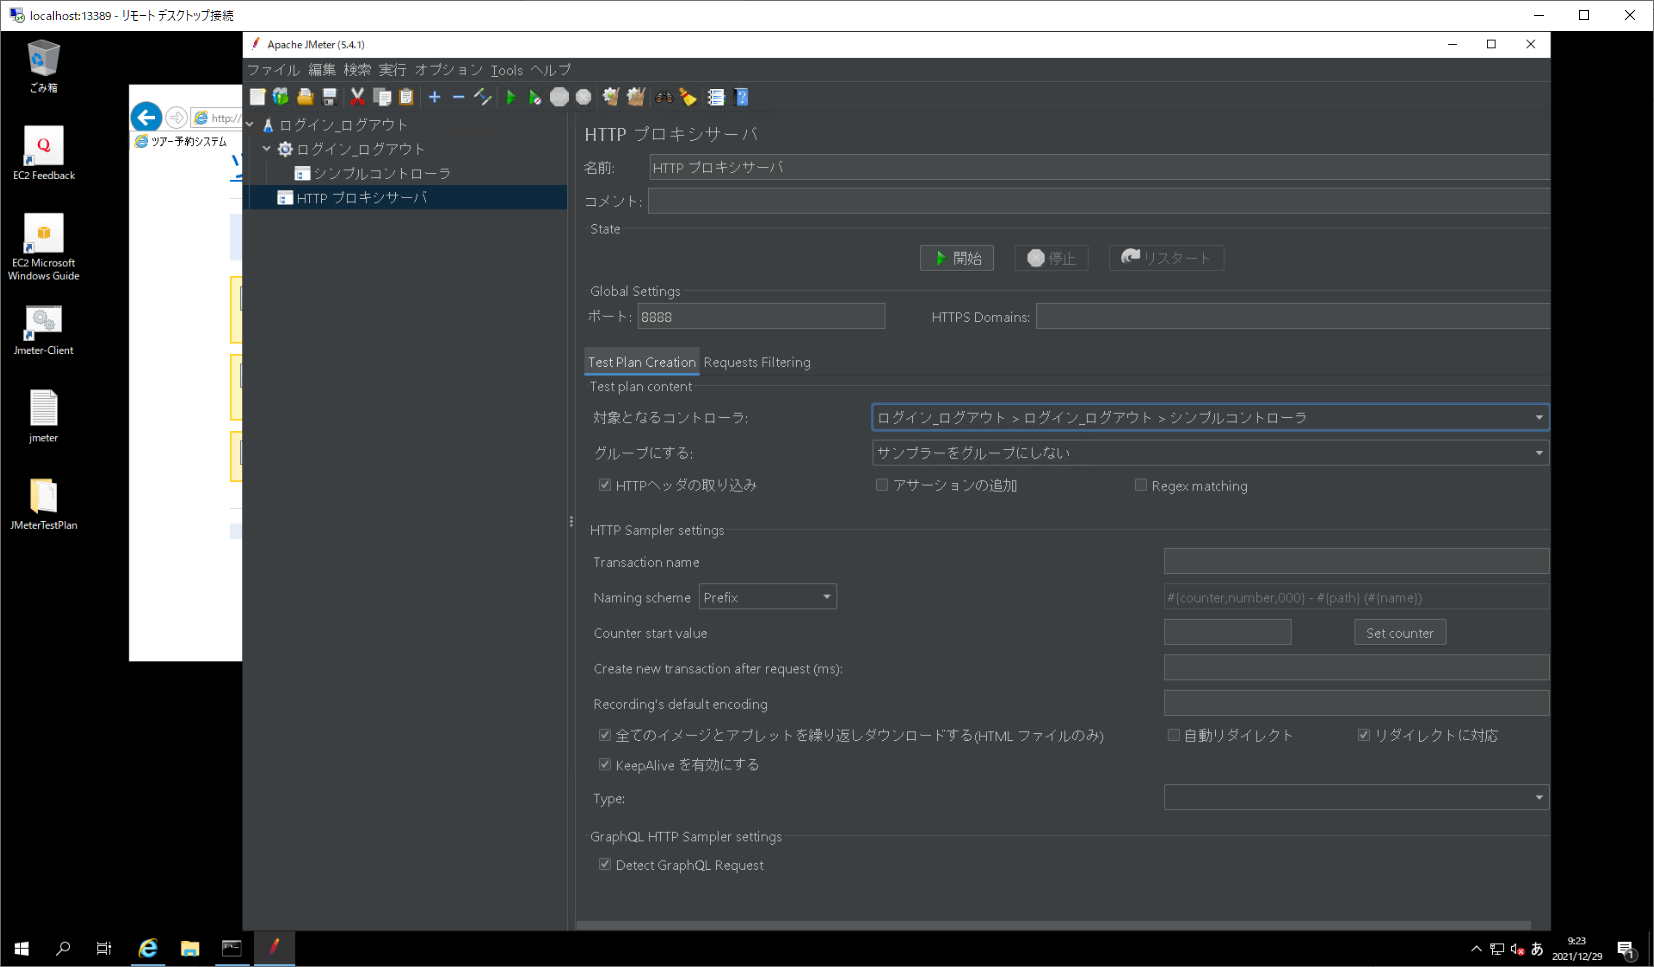 localhost:13389 - リモート デスクトップ接続
Apache JMeter (5.4.1)
ファイル 編集 検索 実行 オプション Tools ヘルプ
ごみ箱
EC2 Feedback
EC2 Microsoft
Windows Guide
Jmeter-Client
jmeter
JMeterTestPlan
http://
ツアー予約システム
ログイン_ログアウト
ログイン_ログアウト
シンプルコントローラ
HTTP プロキシサーバ
HTTP プロキシサーバ
名前: HTTP プロキシサーバ
コメント:
State
開始 停止 リスタート
Global Settings
ポート: 8888 HTTPS Domains:
Test Plan Creation Requests Filtering
Test plan content
対象となるコントローラ: ログイン_ログアウト > ログイン_ログアウト > シンプルコントローラ
グループにする: サンプラーをグループにしない
HTTPヘッダの取り込み アサーションの追加 Regex matching
HTTP Sampler settings
Transaction name
Naming scheme Prefix #{counter,number,000} - #{path} (#{name})
Counter start value Set counter
Create new transaction after request (ms):
Recording's default encoding
全てのイメージとアプレットを繰り返しダウンロードする(HTML ファイルのみ) 自動リダイレクト リダイレクトに対応
KeepAlive を有効にする
Type:
GraphQL HTTP Sampler settings
Detect GraphQL Request
あ
9:23
2021/12/29
1